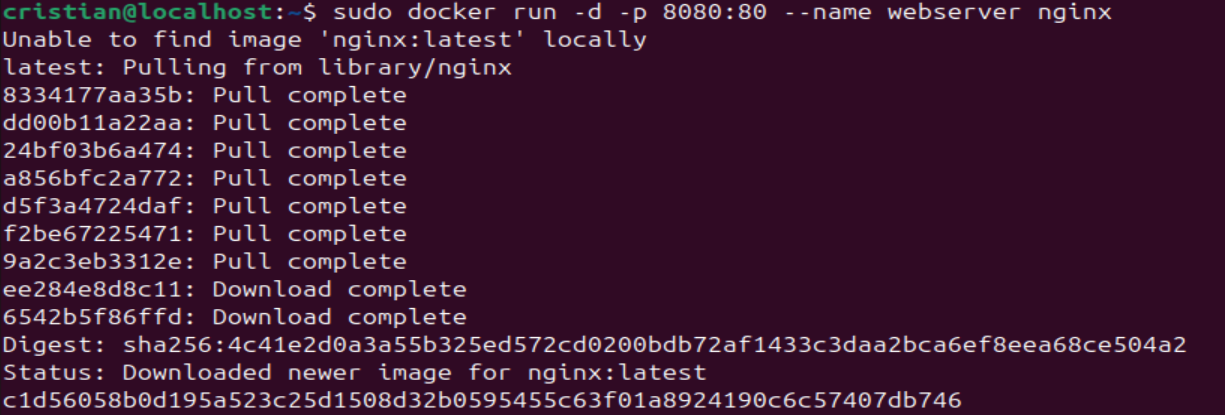 cristian@localhost:~$ sudo docker run -d -p 8080:80 --name webserver nginx
Unable to find image 'nginx:latest' locally
latest: Pulling from library/nginx
8334177aa35b: Pull complete
dd00b11a22aa: Pull complete
24bf03b6a474: Pull complete
a856bfc2a772: Pull complete
d5f3a4724daf: Pull complete
f2be67225471: Pull complete
9a2c3eb3312e: Pull complete
ee284e8d8c11: Download complete
6542b5f86ffd: Download complete
Digest: sha256:4c41e2d0a3a55b325ed572cd0200bdb72af1433c3daa2bca6ef8eea68ce504a2
Status: Downloaded newer image for nginx:latest
c1d56058b0d195a523c25d1508d32b0595455c63f01a8924190c6c57407db746